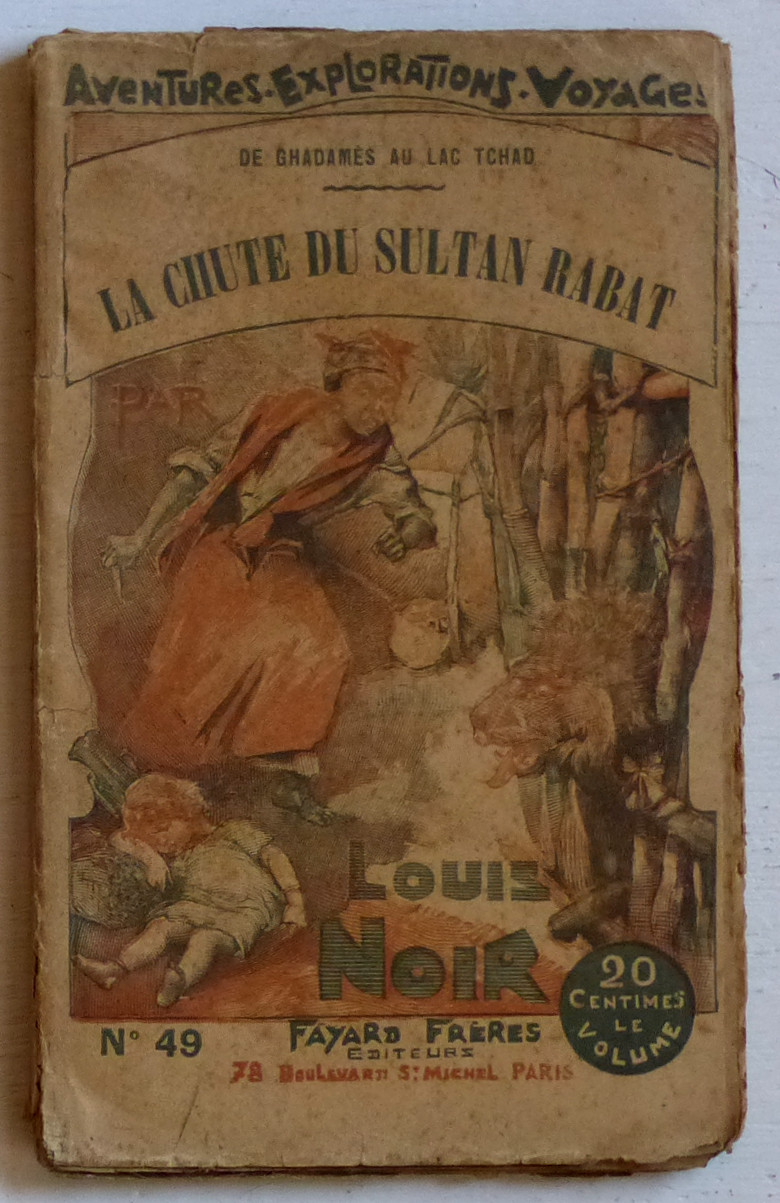 AVENTURES·EXPLORATIONS·VOYAGES
DE GHADAMÈS AU LAC TCHAD
LA CHUTE DU SULTAN RABAT
PAR
LOUIS
NOIR
20
CENTIMES
LE
VOLUME
N° 49
FAYARD FRÈRES
EDITEURS
78 BOULEVARD St MICHEL PARIS